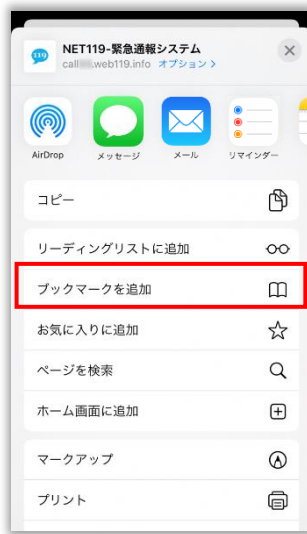 119
NET119-緊急通報システム
call web119.info オプション >
AirDrop
メッセージ
メール
リマインダー
コピー
リーディングリストに追加
ブックマークを追加
お気に入りに追加
ページを検索
ホーム画面に追加
マークアップ
プリント